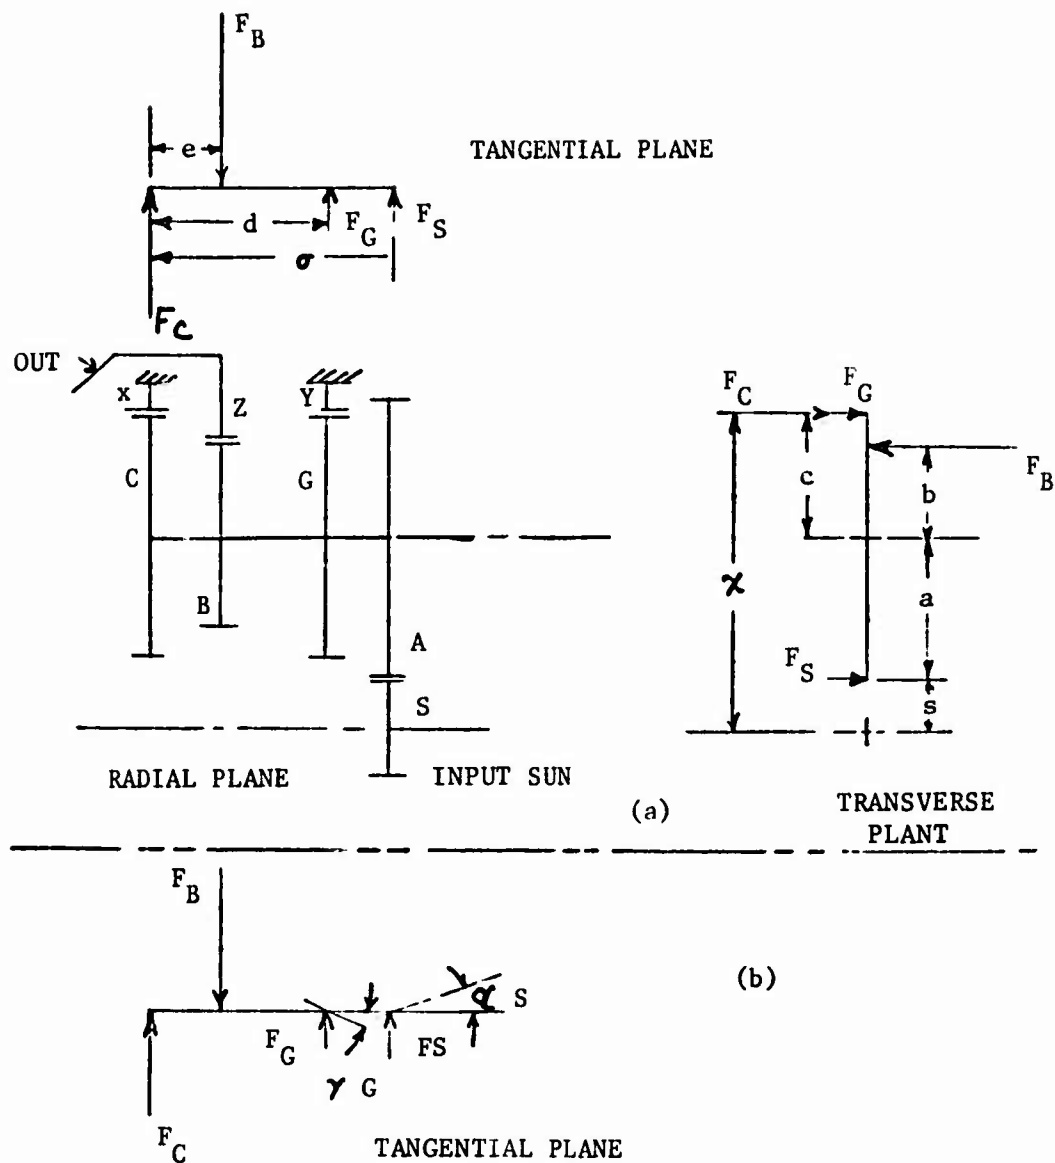 F_B
e
TANGENTIAL PLANE
d
F_G
F_S
σ
F_C
OUT
x
Z
Y
C
G
B
A
S
F_C
F_G
c
b
F_B
χ
a
F_S
s
RADIAL PLANE
INPUT SUN
(a)
TRANSVERSE
PLANT
F_B
(b)
α S
F_G
FS
γ G
F_C
TANGENTIAL PLANE